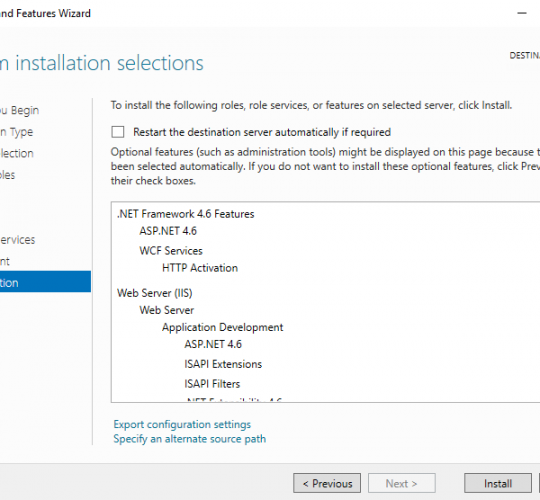 nd Features Wizard
n installation selections
DESTINA
u Begin
n Type
lection
les
ervices
nt
tion
To install the following roles, role services, or features on selected server, click Install.
Restart the destination server automatically if required
Optional features (such as administration tools) might be displayed on this page because t
been selected automatically. If you do not want to install these optional features, click Prev
their check boxes.
.NET Framework 4.6 Features
ASP.NET 4.6
WCF Services
HTTP Activation
Web Server (IIS)
Web Server
Application Development
ASP.NET 4.6
ISAPI Extensions
ISAPI Filters
.NET Extensibility 4.6
Export configuration settings
Specify an alternate source path
< Previous
Next >
Install